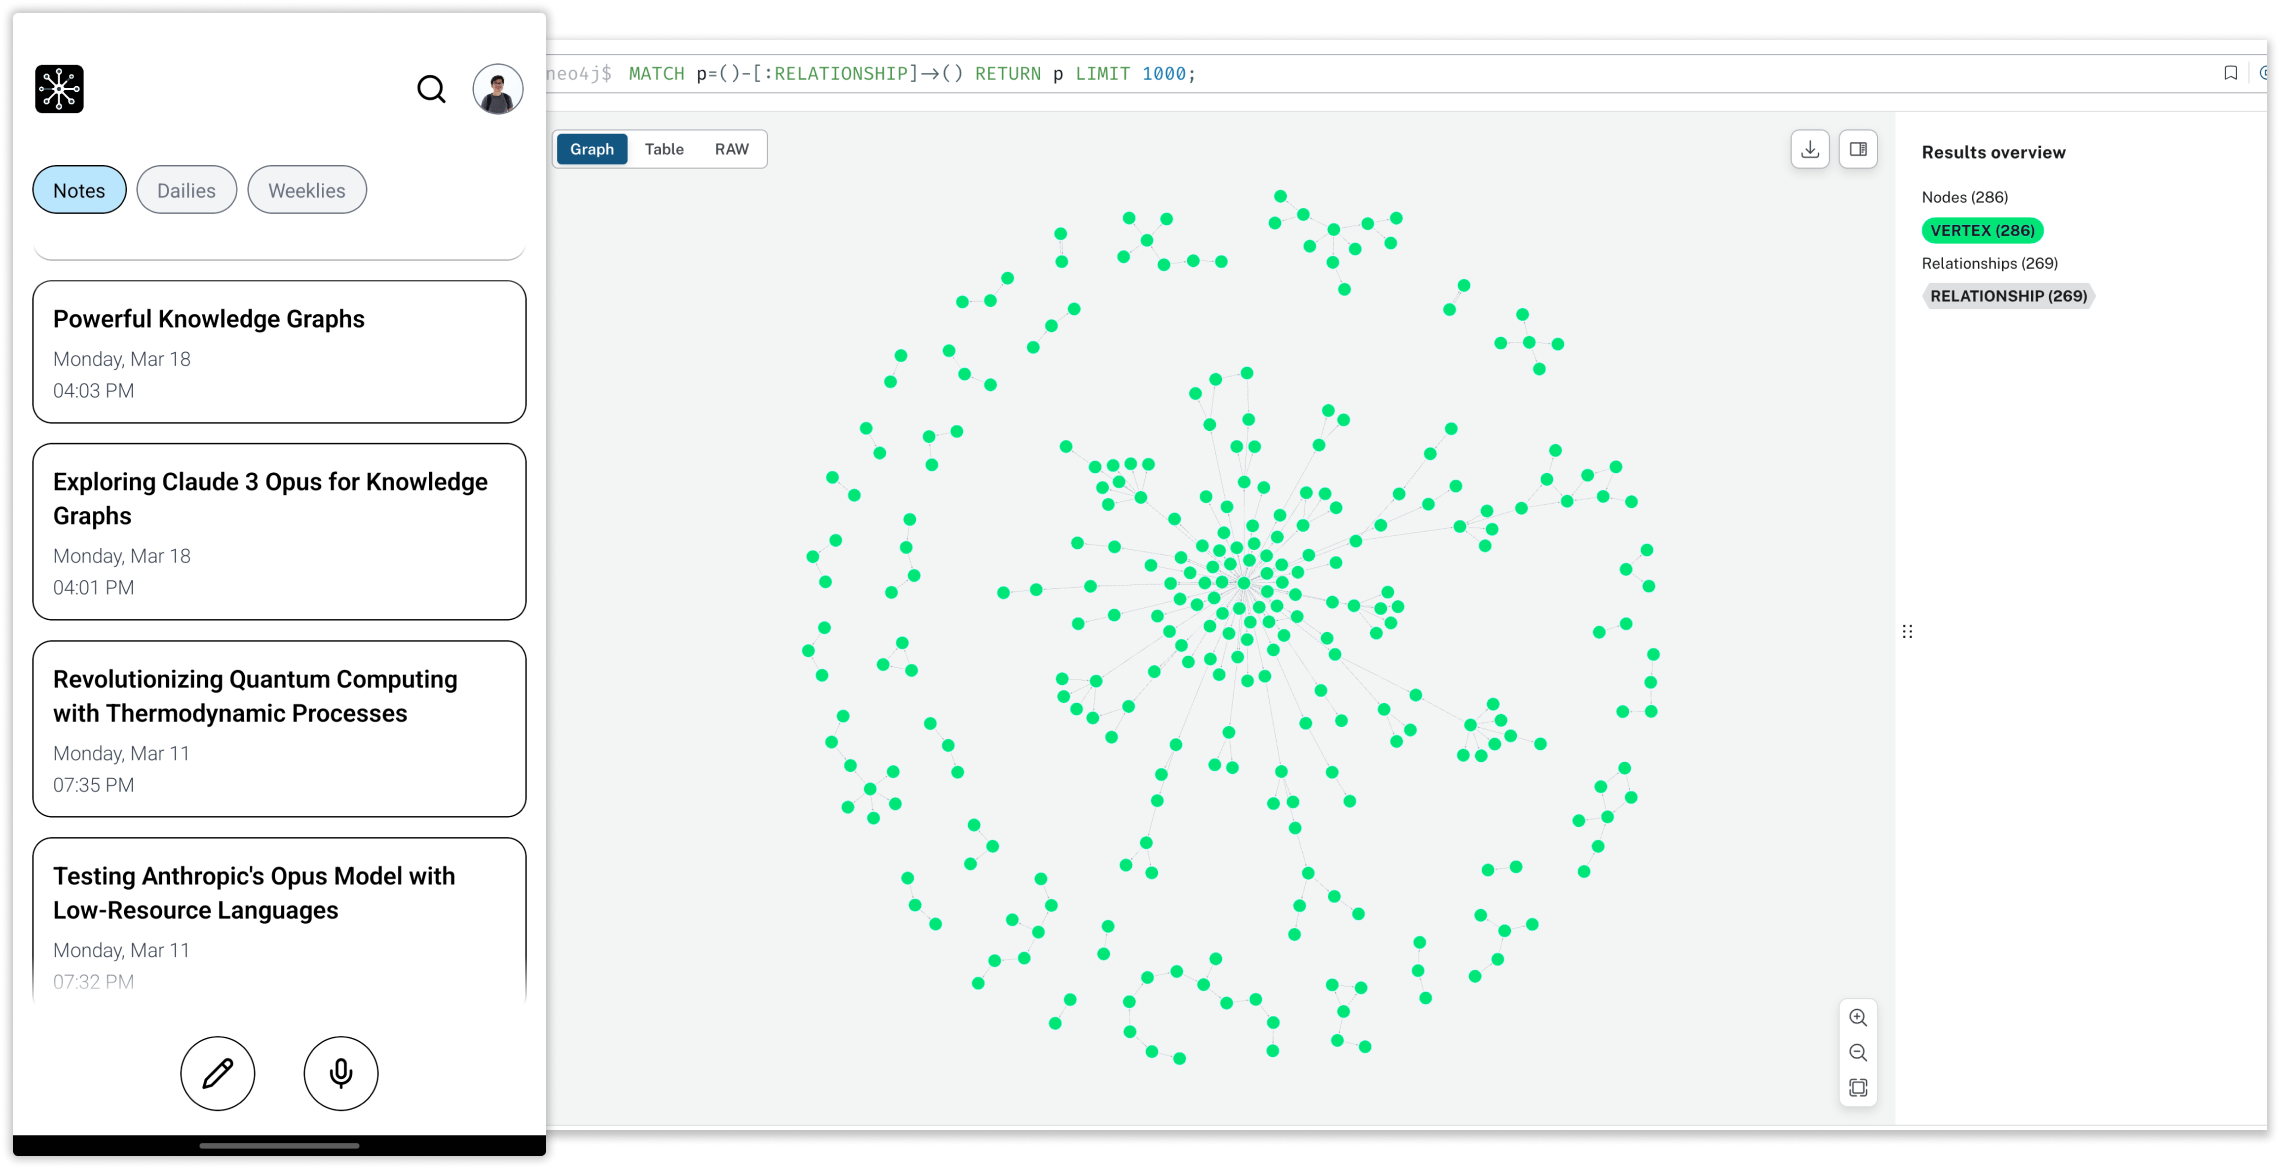 Notes
Dailies
Weeklies
Powerful Knowledge Graphs
Monday, Mar 18
04:03 PM
Exploring Claude 3 Opus for Knowledge
Graphs
Monday, Mar 18
04:01 PM
Revolutionizing Quantum Computing
with Thermodynamic Processes
Monday, Mar 11
07:35 PM
Testing Anthropic's Opus Model with
Low-Resource Languages
Monday, Mar 11
07:32 PM
neo4j$ MATCH p=()-[:RELATIONSHIP]->() RETURN p LIMIT 1000;
Graph
Table
RAW
Results overview
Nodes (286)
VERTEX (286)
Relationships (269)
RELATIONSHIP (269)